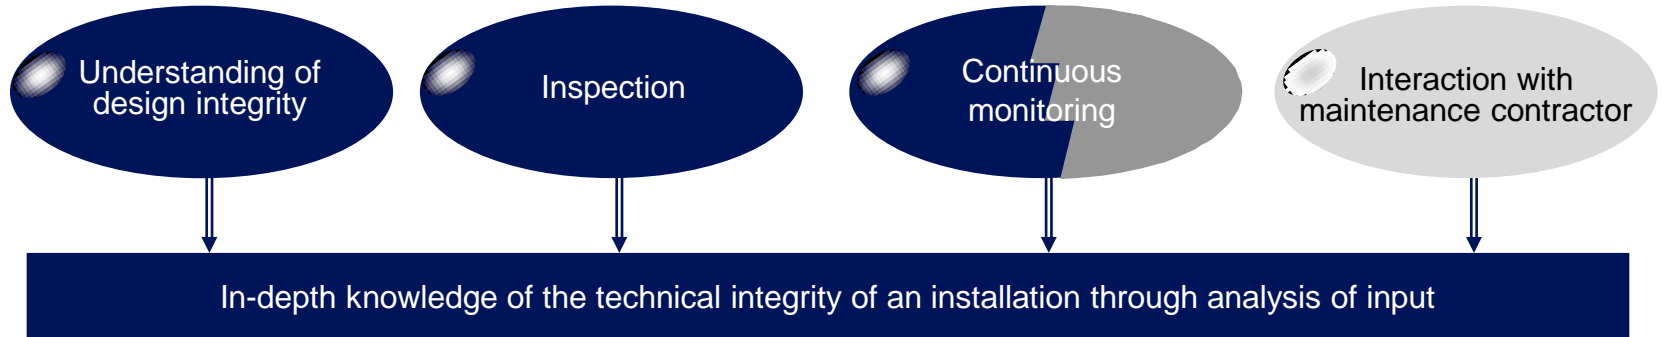 Understanding of
design integrity
Inspection
Continuous
monitoring
Interaction with
maintenance contractor
In-depth knowledge of the technical integrity of an installation through analysis of input